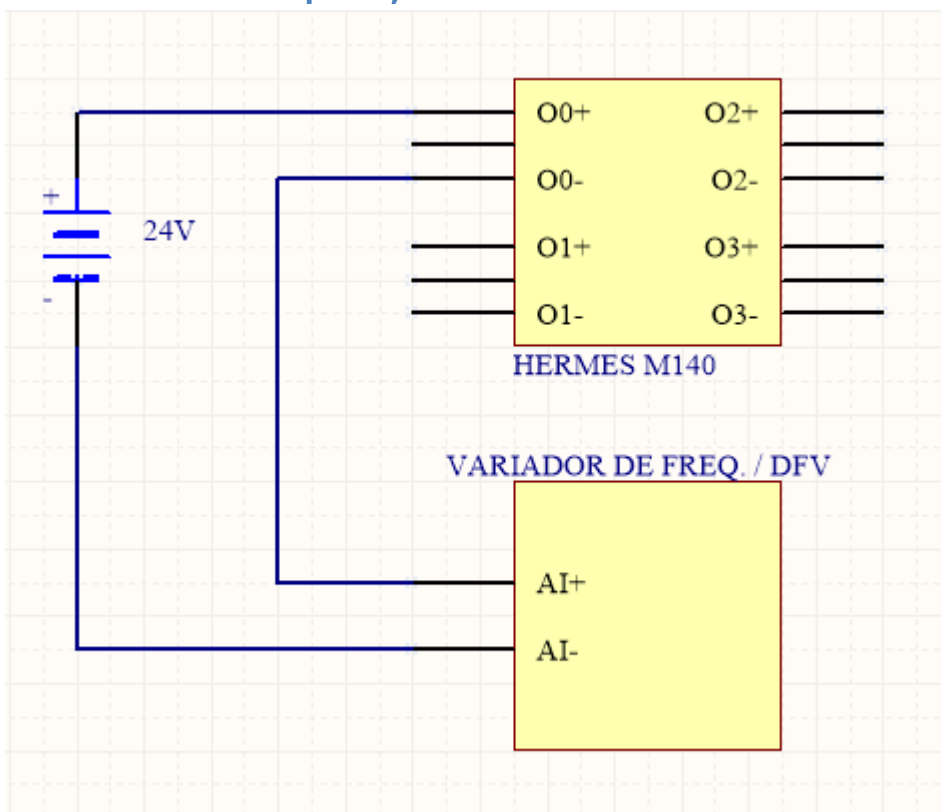 +
24V
-
O0+ O2+
O0- O2-
O1+ O3+
O1- O3-
HERMES M140
VARIADOR DE FREQ. / DFV
AI+
AI-